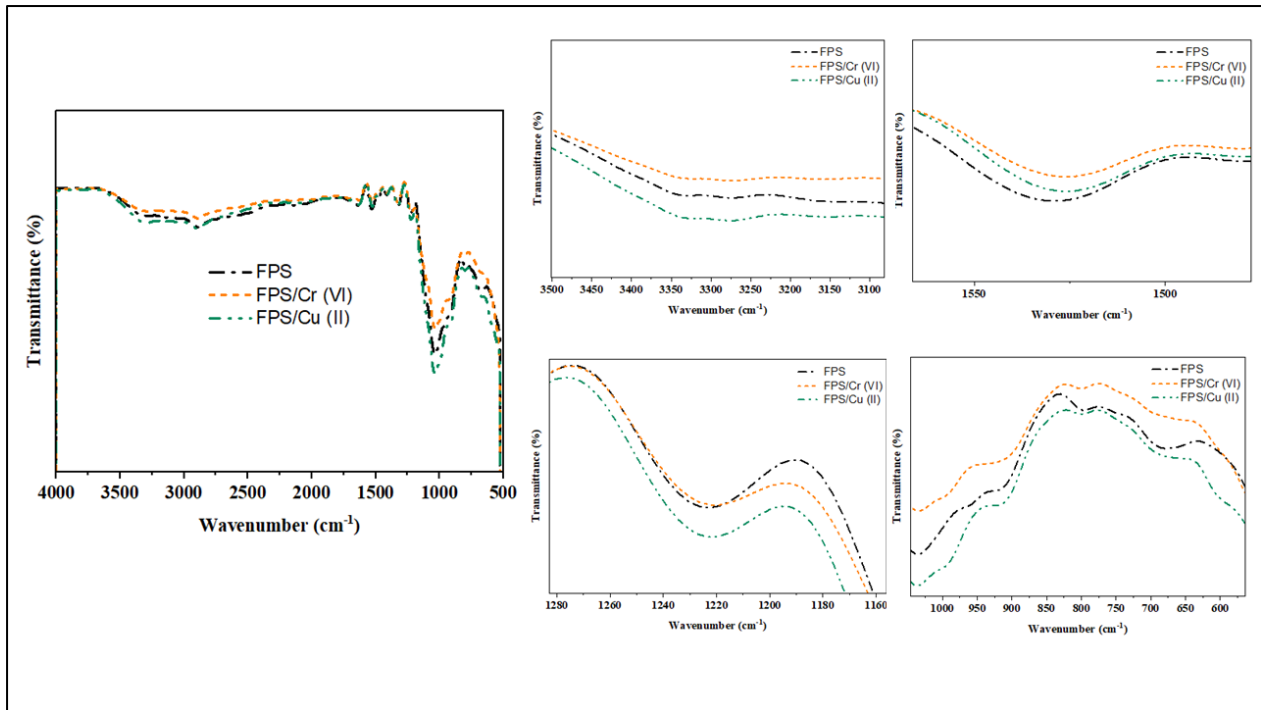 Transmittance (%)
FPS
FPS/Cr (VI)
FPS/Cu (II)
4000 3500 3000 2500 2000 1500 1000 500
Wavenumber (cm⁻¹)
Transmittance (%)
FPS
FPS/Cr (VI)
FPS/Cu (II)
3500 3450 3400 3350 3300 3250 3200 3150 3100
Wavenumber (cm⁻¹)
Transmittance (%)
FPS
FPS/Cr (VI)
FPS/Cu (II)
1550 1500
Wavenumber (cm⁻¹)
Transmittance (%)
FPS
FPS/Cr (VI)
FPS/Cu (II)
1280 1260 1240 1220 1200 1180 1160
Wavenumber (cm⁻¹)
Transmittance (%)
FPS
FPS/Cr (VI)
FPS/Cu (II)
1000 950 900 850 800 750 700 650 600
Wavenumber (cm⁻¹)